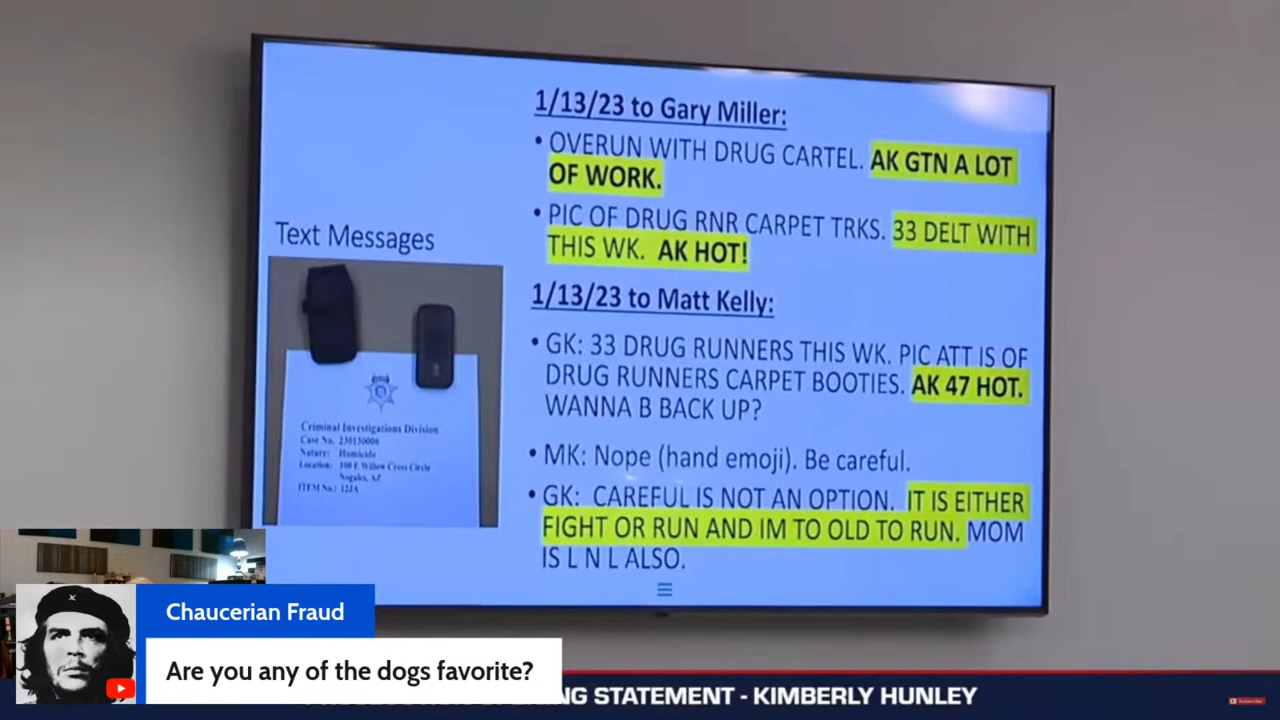 1/13/23 to Gary Miller:
• OVERUN WITH DRUG CARTEL. AK GTN A LOT
OF WORK.
• PIC OF DRUG RNR CARPET TRKS. 33 DELT WITH
THIS WK. AK HOT!
Text Messages
1/13/23 to Matt Kelly:
• GK: 33 DRUG RUNNERS THIS WK. PIC ATT IS OF
DRUG RUNNERS CARPET BOOTIES. AK 47 HOT.
WANNA B BACK UP?
• MK: Nope (hand emoji). Be careful.
• GK: CAREFUL IS NOT AN OPTION. IT IS EITHER
FIGHT OR RUN AND IM TO OLD TO RUN. MOM
IS L N L ALSO.
Criminal Investigations Division
Case No. 230130006
Nature: Homicide
Location: 100 E Willow Cross Circle
Nogales, AZ
ITEM No.: 122A
Chaucerian Fraud
Are you any of the dogs favorite?
NG STATEMENT - KIMBERLY HUNLEY
Subscribe